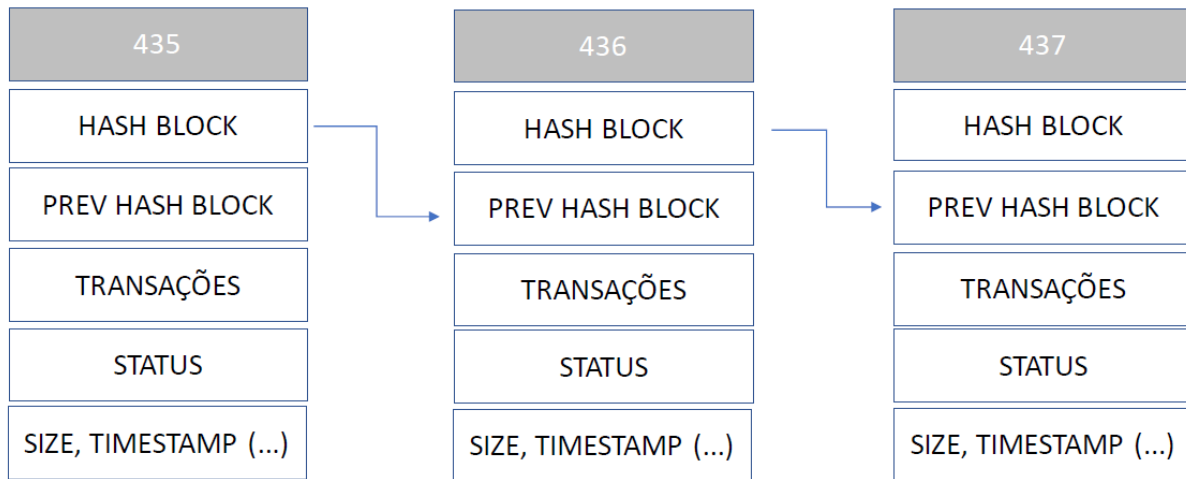 435
HASH BLOCK
PREV HASH BLOCK
TRANSAÇÕES
STATUS
SIZE, TIMESTAMP (...)
436
HASH BLOCK
PREV HASH BLOCK
TRANSAÇÕES
STATUS
SIZE, TIMESTAMP (...)
437
HASH BLOCK
PREV HASH BLOCK
TRANSAÇÕES
STATUS
SIZE, TIMESTAMP (...)